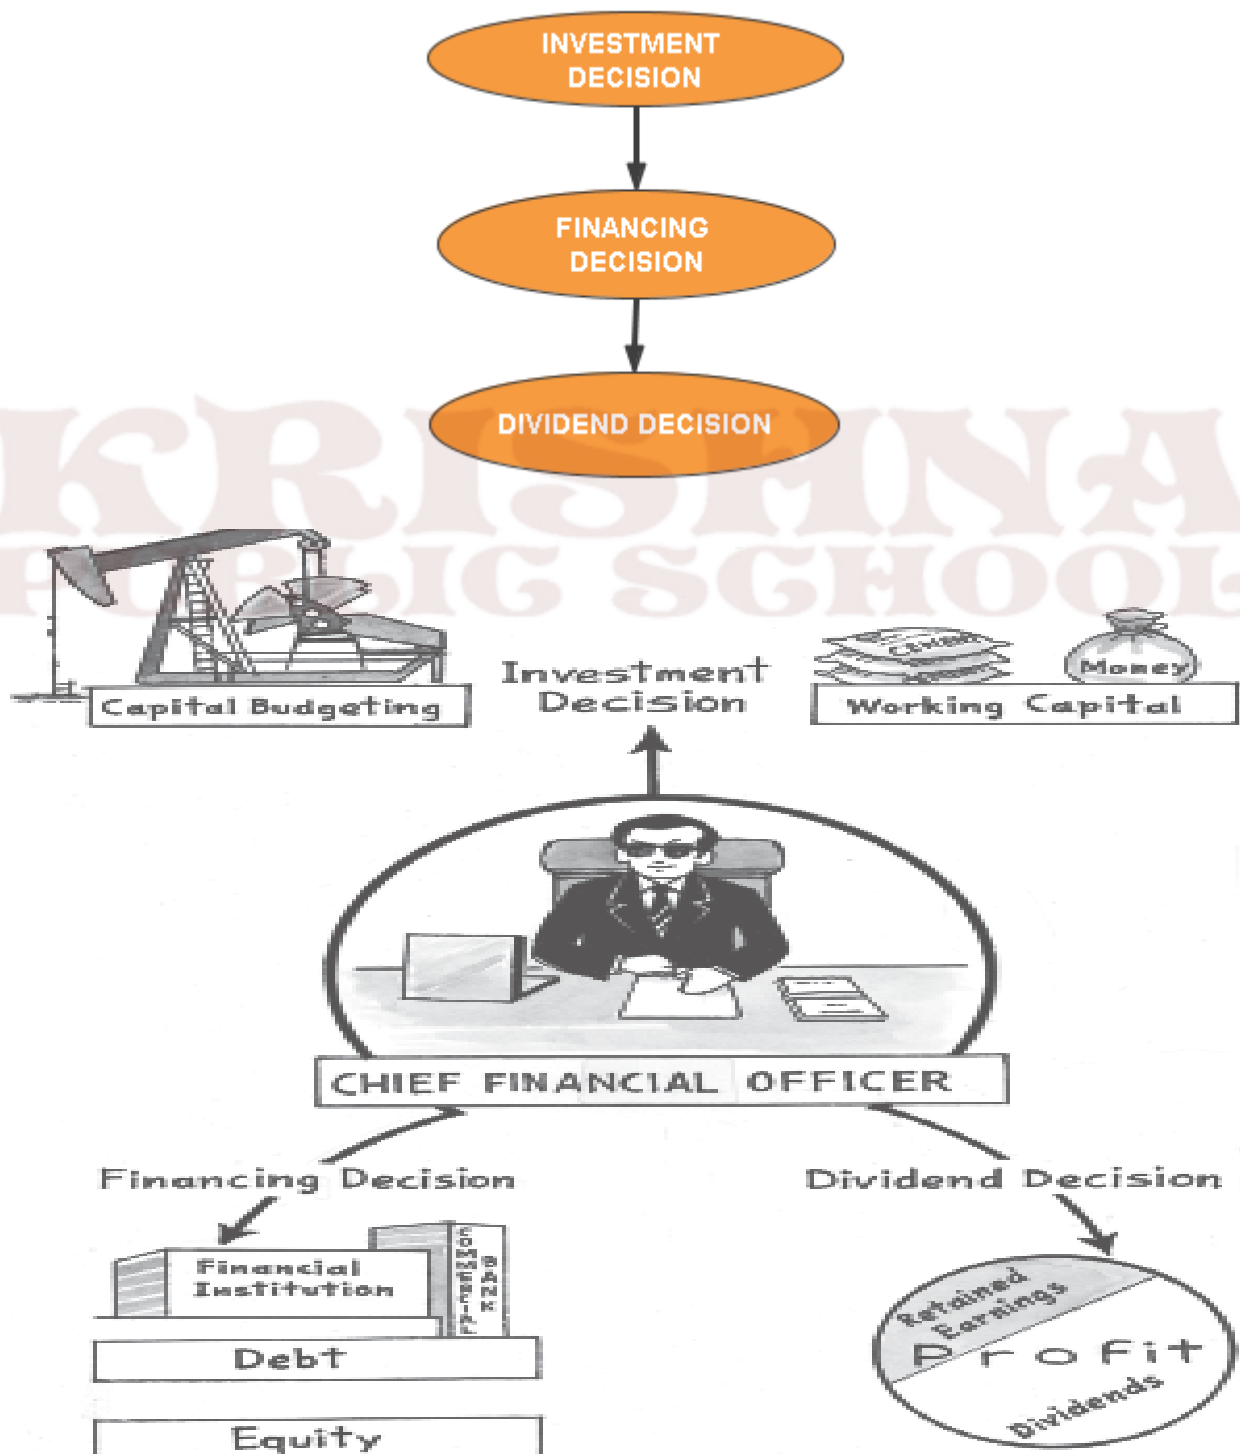 INVESTMENT
DECISION
FINANCING
DECISION
DIVIDEND DECISION
KRISHNA
PUBLIC SCHOOL
Money
Capital Budgeting
Investment
Decision
Working Capital
CHIEF FINANCIAL OFFICER
Financing Decision
Dividend Decision
Financial
Institution
BANK
Debt
Equity
Retained
Earnings
Profit
Dividends